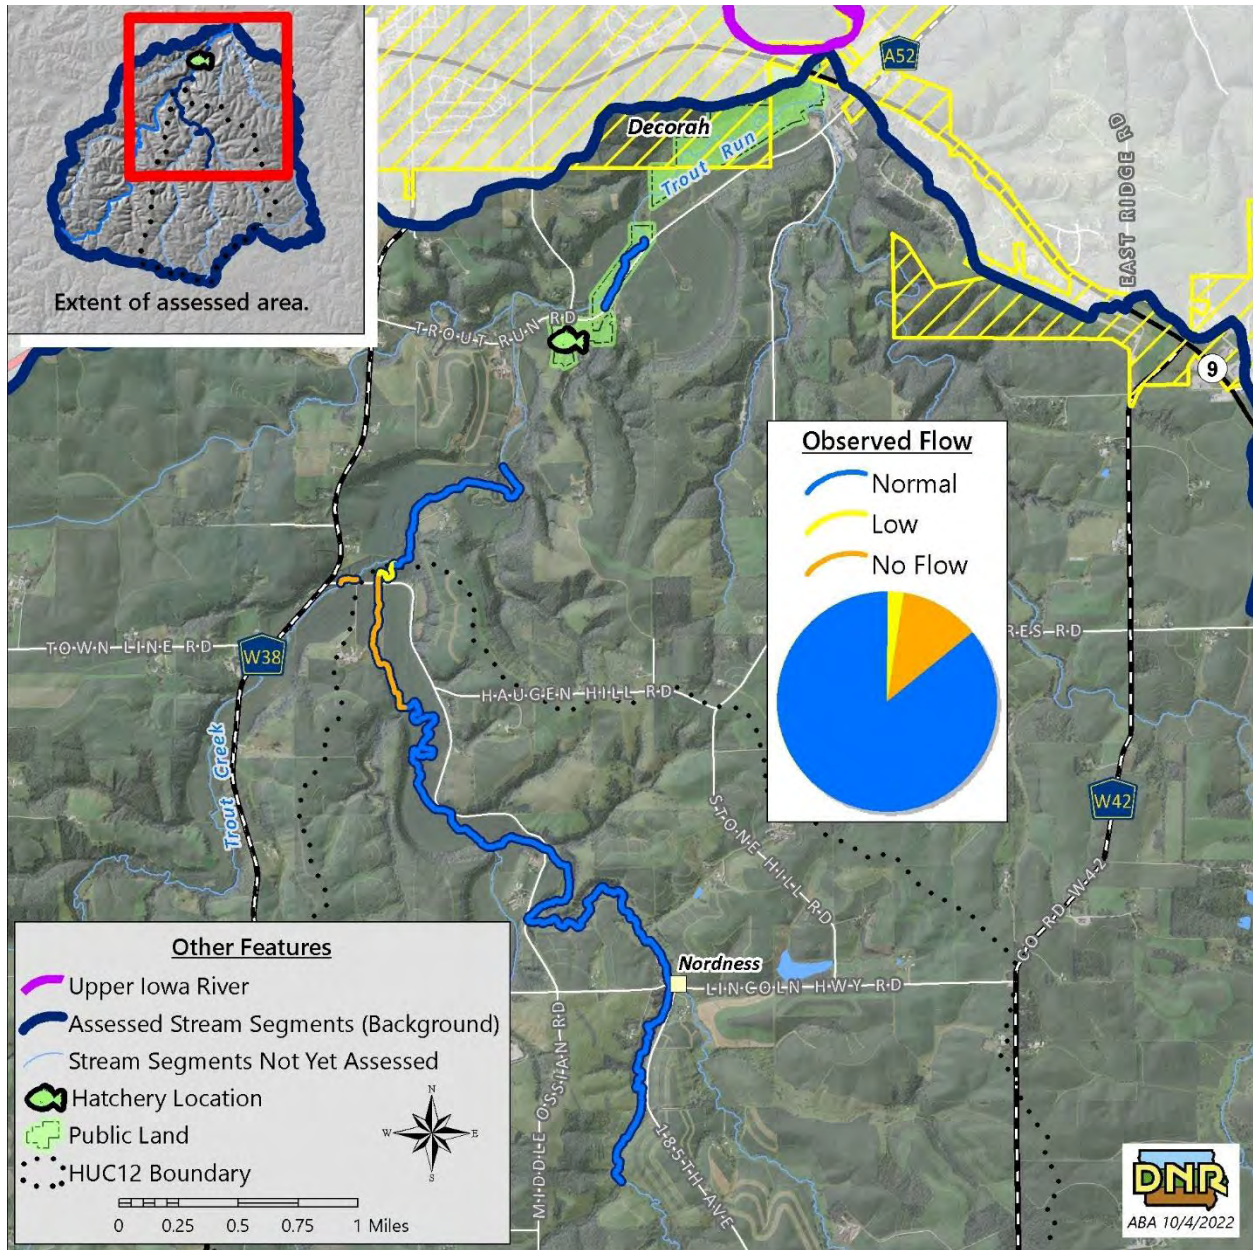 Extent of assessed area.
A52
Decorah
Trout Run
EAST RIDGE RD
TROUT RUN RD
9
Observed Flow
Normal
Low
No Flow
TOWN LINE RD
W38
RES RD
HAUGEN HILL RD
Trout Creek
STONE HILL RD
W42
CO RD W-42
Nordness
LINCOLN HWY RD
MIDDLE OSSIAN RD
185TH AVE
Other Features
Upper Iowa River
Assessed Stream Segments (Background)
Stream Segments Not Yet Assessed
Hatchery Location
Public Land
HUC12 Boundary
N
W E
S
0 0.25 0.5 0.75 1 Miles
DNR
ABA 10/4/2022